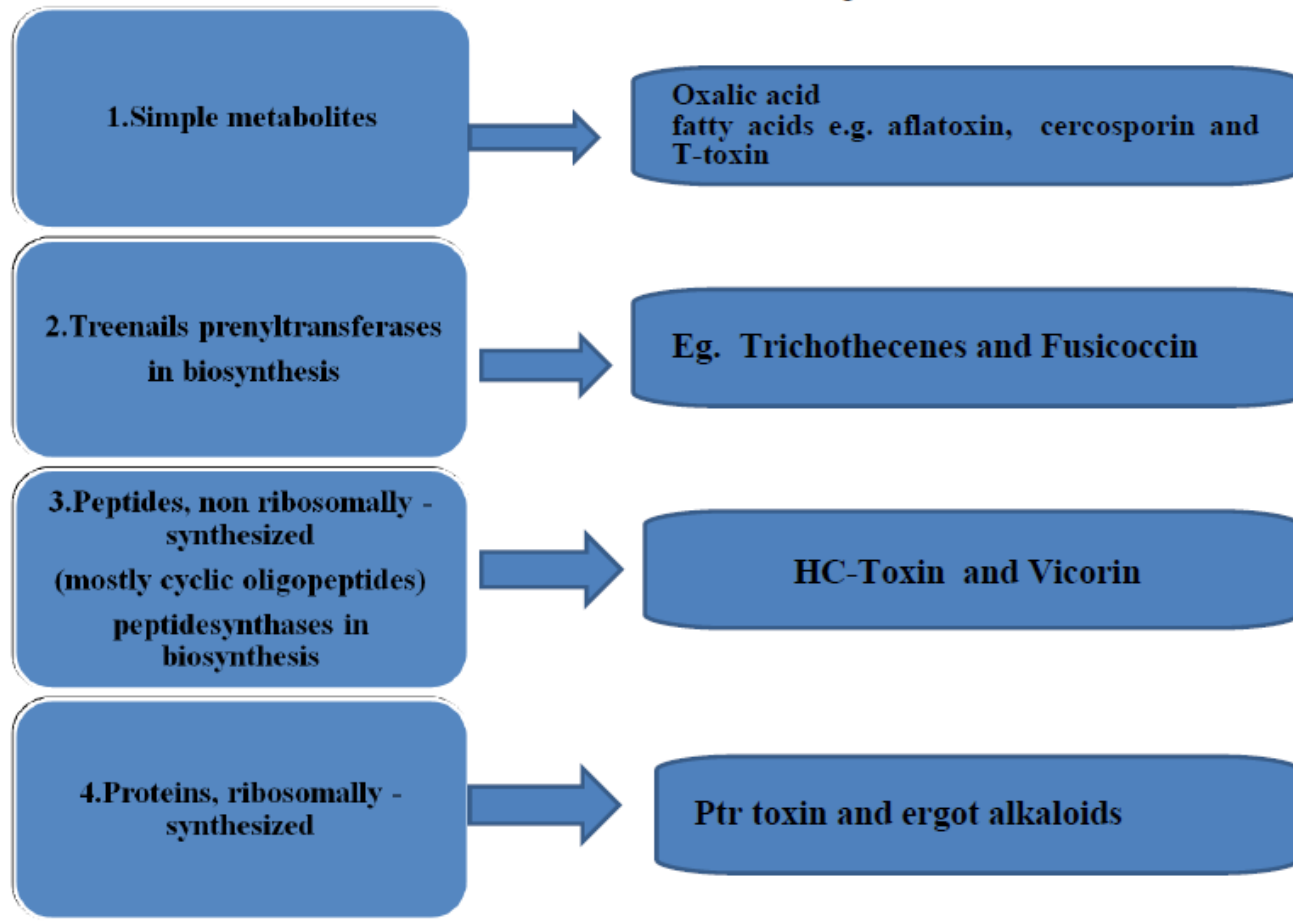 1.Simple metabolites
Oxalic acid
fatty acids e.g. aflatoxin, cercosporin and
T-toxin
2.Treenails prenyltransferases
in biosynthesis
Eg. Trichothecenes and Fusicoccin
3.Peptides, non ribosomally -
synthesized
(mostly cyclic oligopeptides)
peptidesynthases in
biosynthesis
HC-Toxin and Vicorin
4.Proteins, ribosomally -
synthesized
Ptr toxin and ergot alkaloids